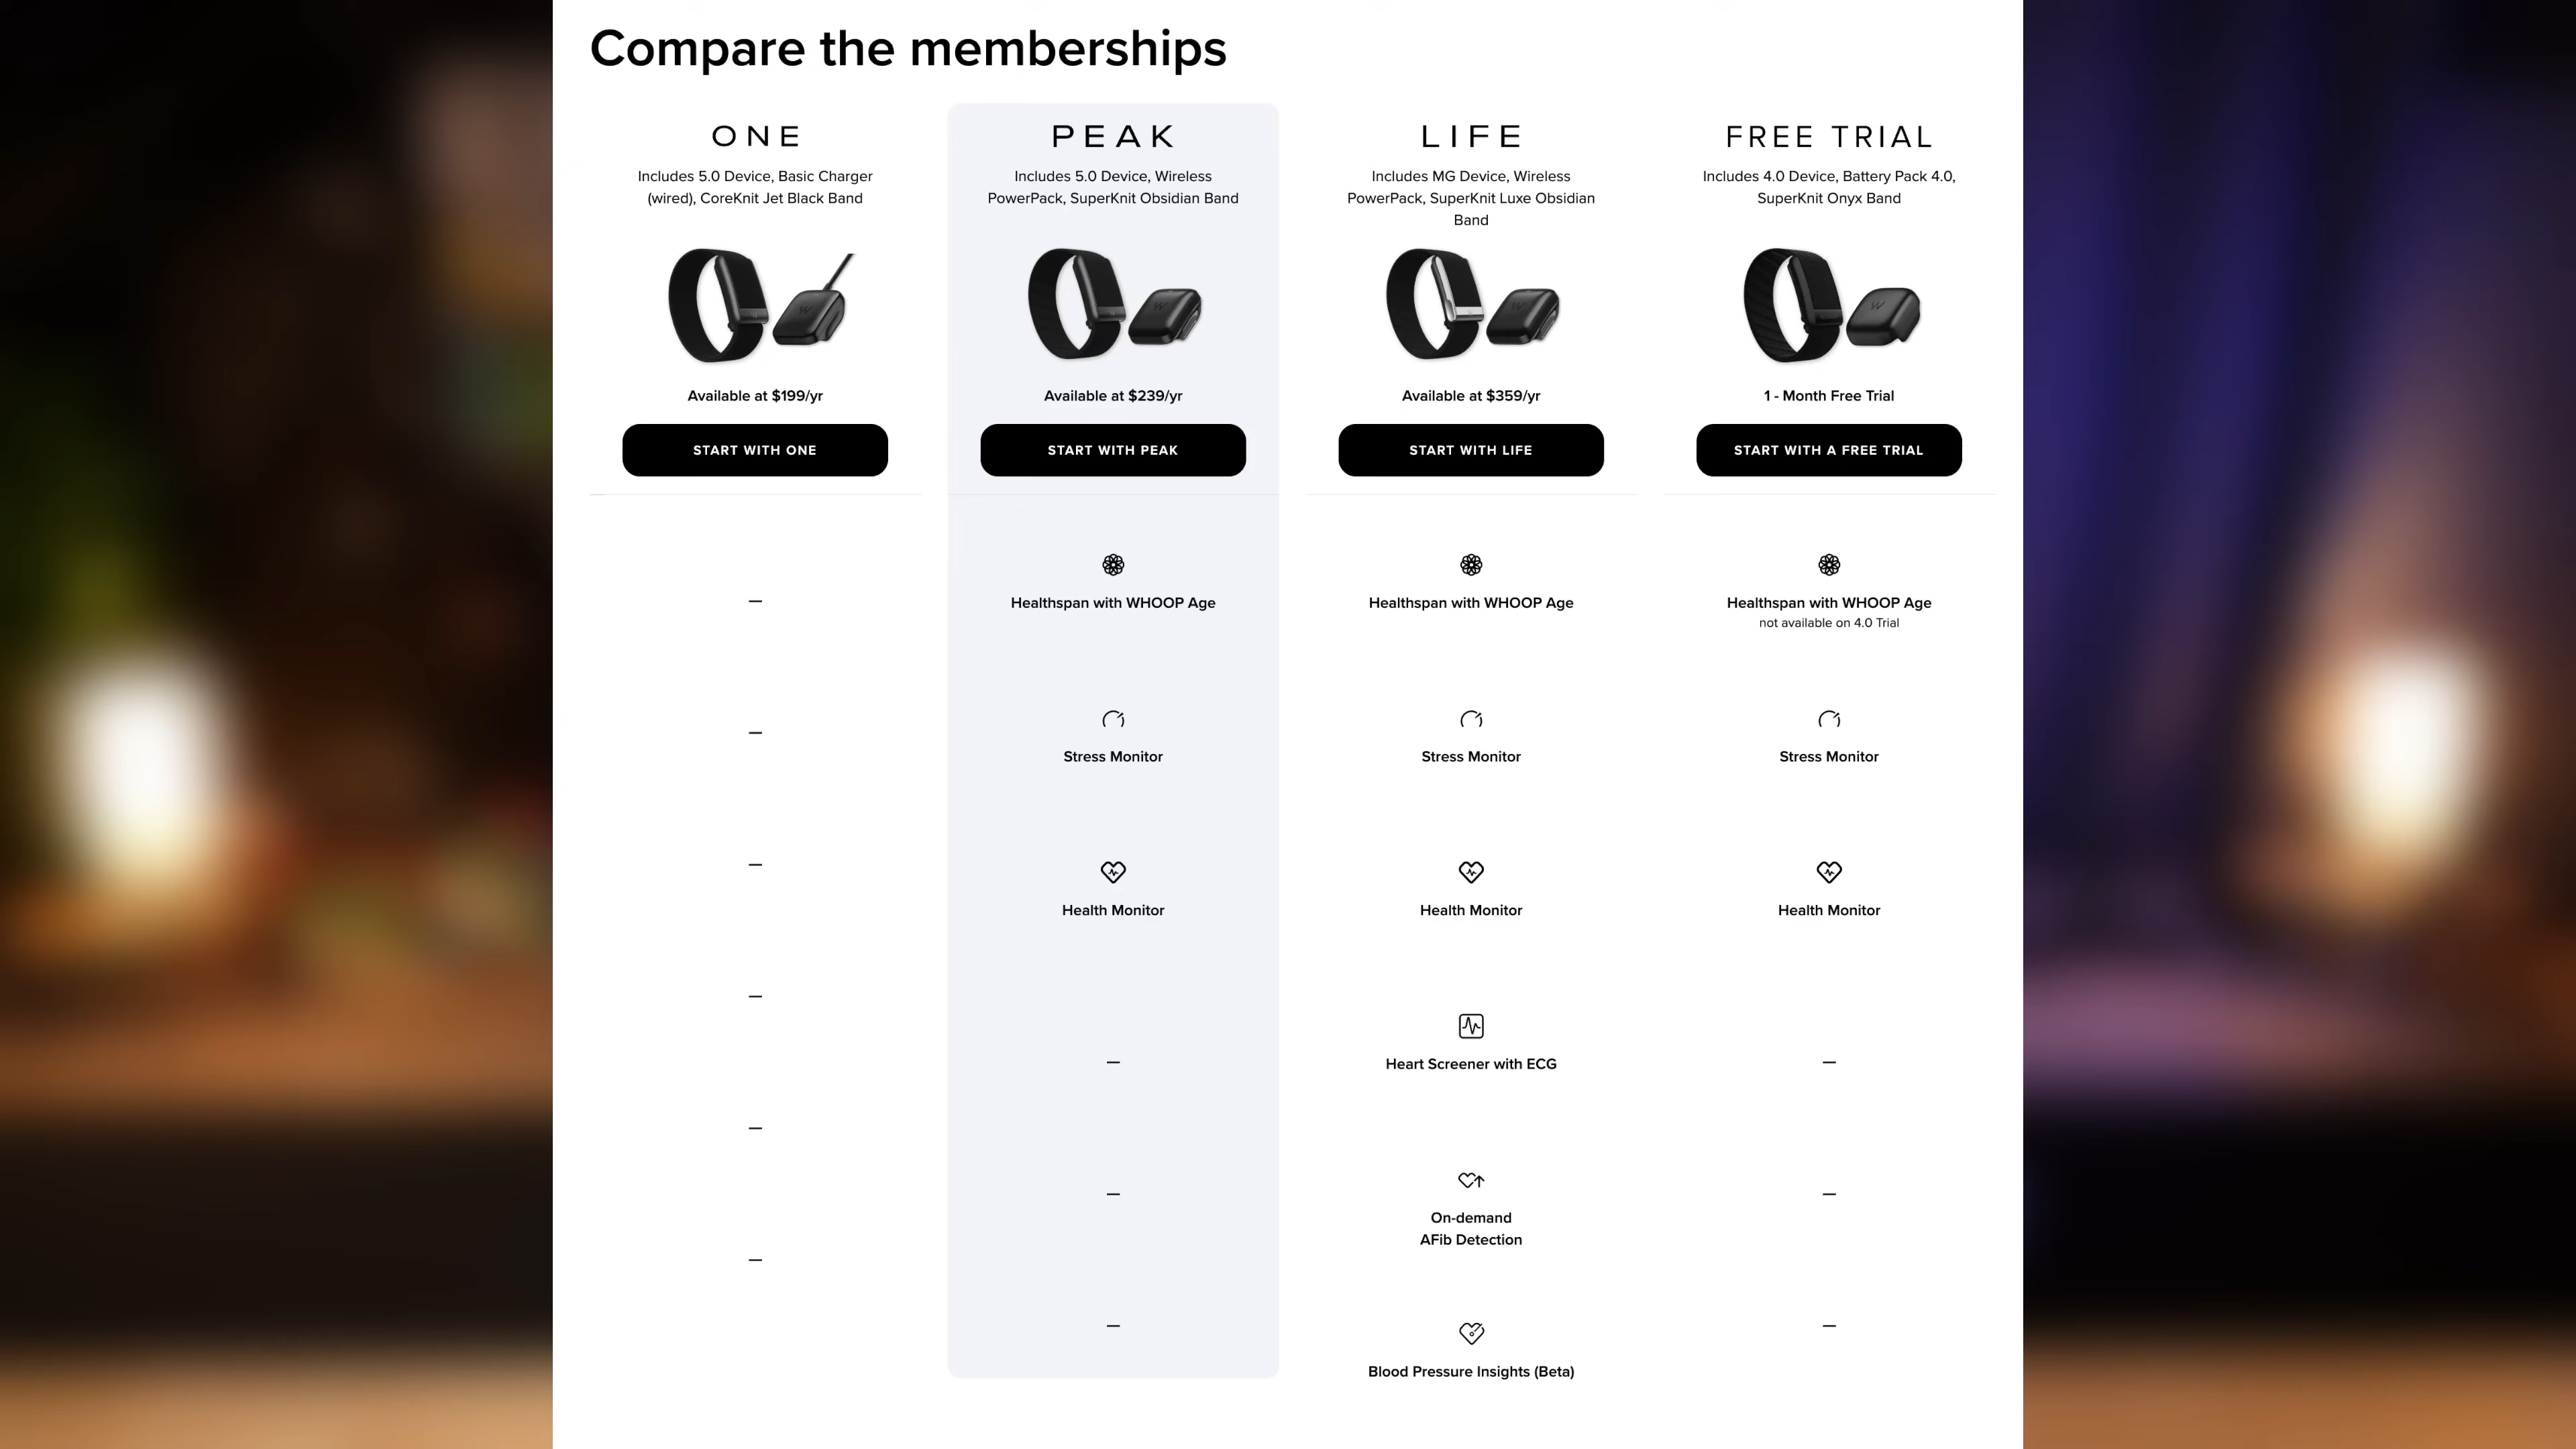 Compare the memberships
ONE
Includes 5.0 Device, Basic Charger
(wired), CoreKnit Jet Black Band
Available at $199/yr
START WITH ONE
—
—
—
—
—
—
PEAK
Includes 5.0 Device, Wireless
PowerPack, SuperKnit Obsidian Band
Available at $239/yr
START WITH PEAK
Healthspan with WHOOP Age
Stress Monitor
Health Monitor
—
—
—
LIFE
Includes MG Device, Wireless
PowerPack, SuperKnit Luxe Obsidian
Band
Available at $359/yr
START WITH LIFE
Healthspan with WHOOP Age
Stress Monitor
Health Monitor
Heart Screener with ECG
On-demand
AFib Detection
Blood Pressure Insights (Beta)
FREE TRIAL
Includes 4.0 Device, Battery Pack 4.0,
SuperKnit Onyx Band
1 - Month Free Trial
START WITH A FREE TRIAL
Healthspan with WHOOP Age
not available on 4.0 Trial
Stress Monitor
Health Monitor
—
—
—